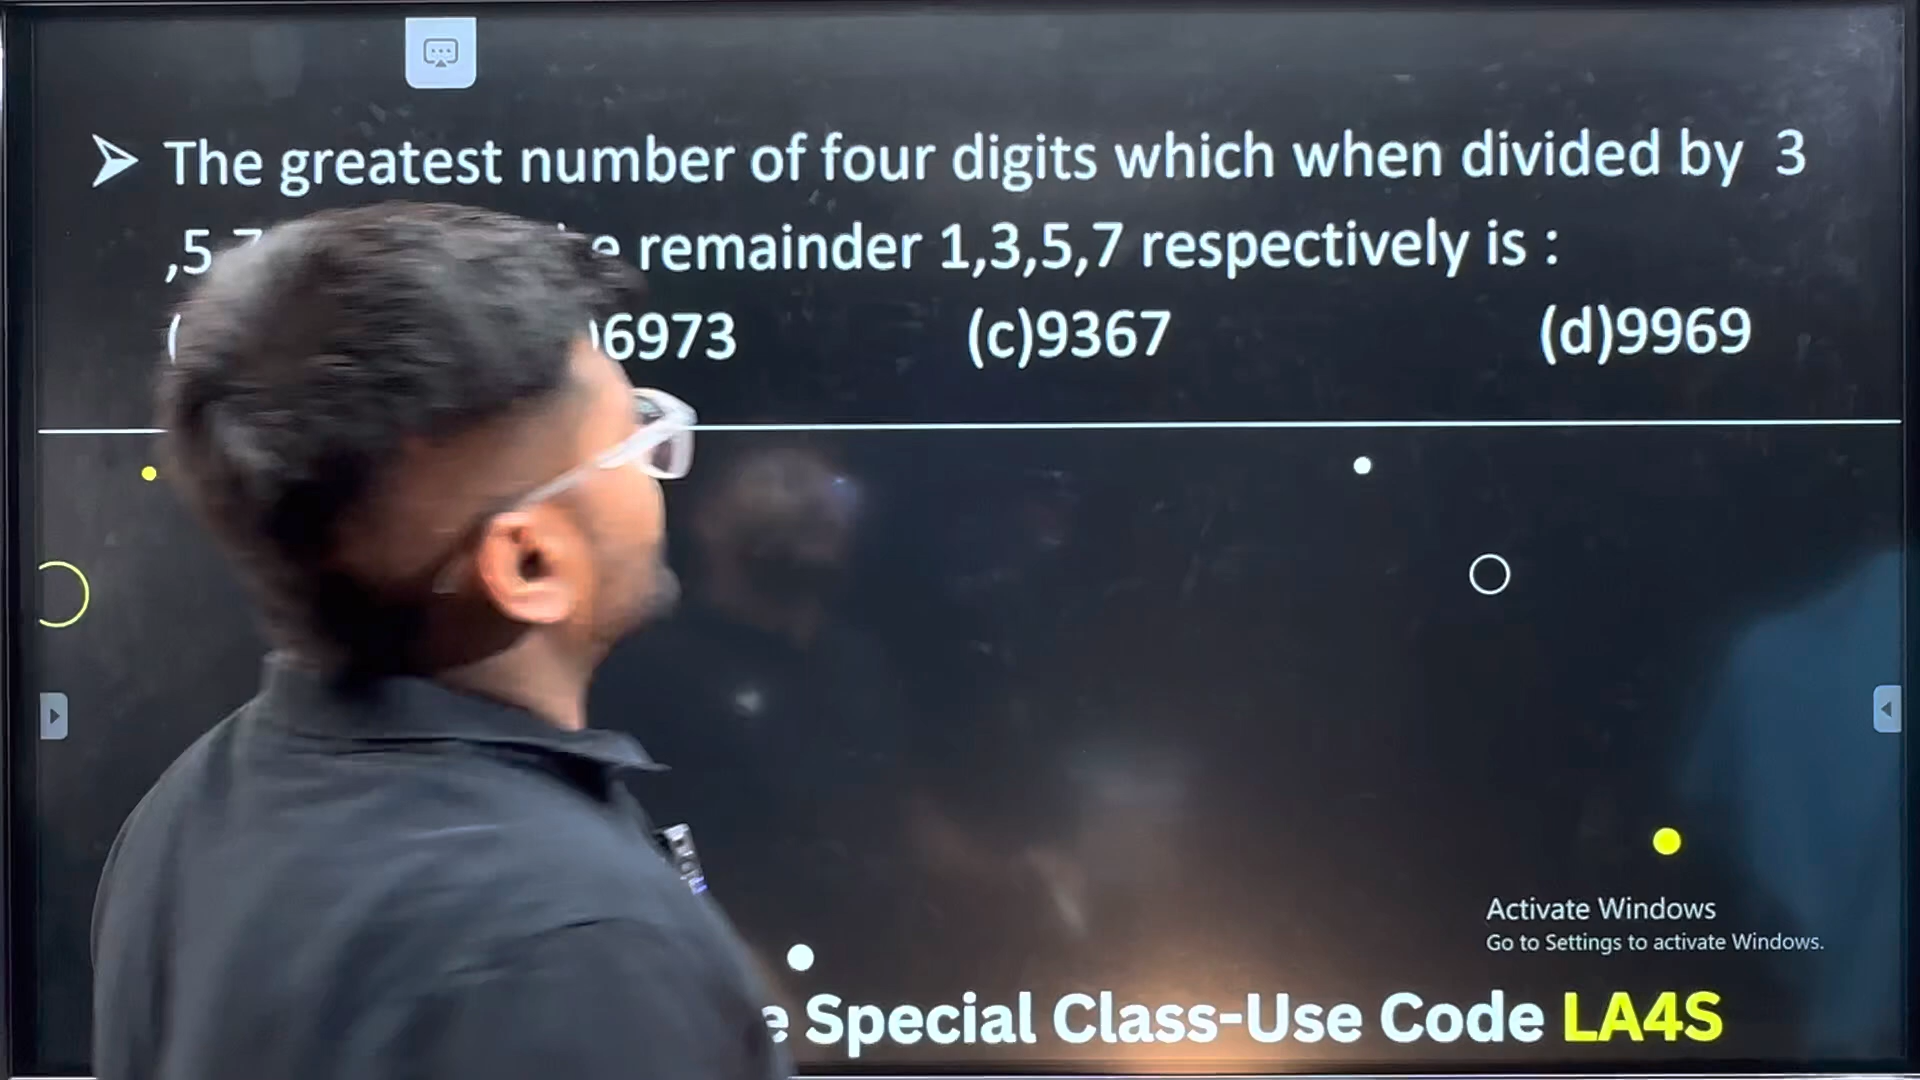 The greatest number of four digits which when divided by 3
,5,7 remainder 1,3,5,7 respectively is :
( )6973 (c)9367 (d)9969
Activate Windows
Go to Settings to activate Windows.
Special Class-Use Code LA4S